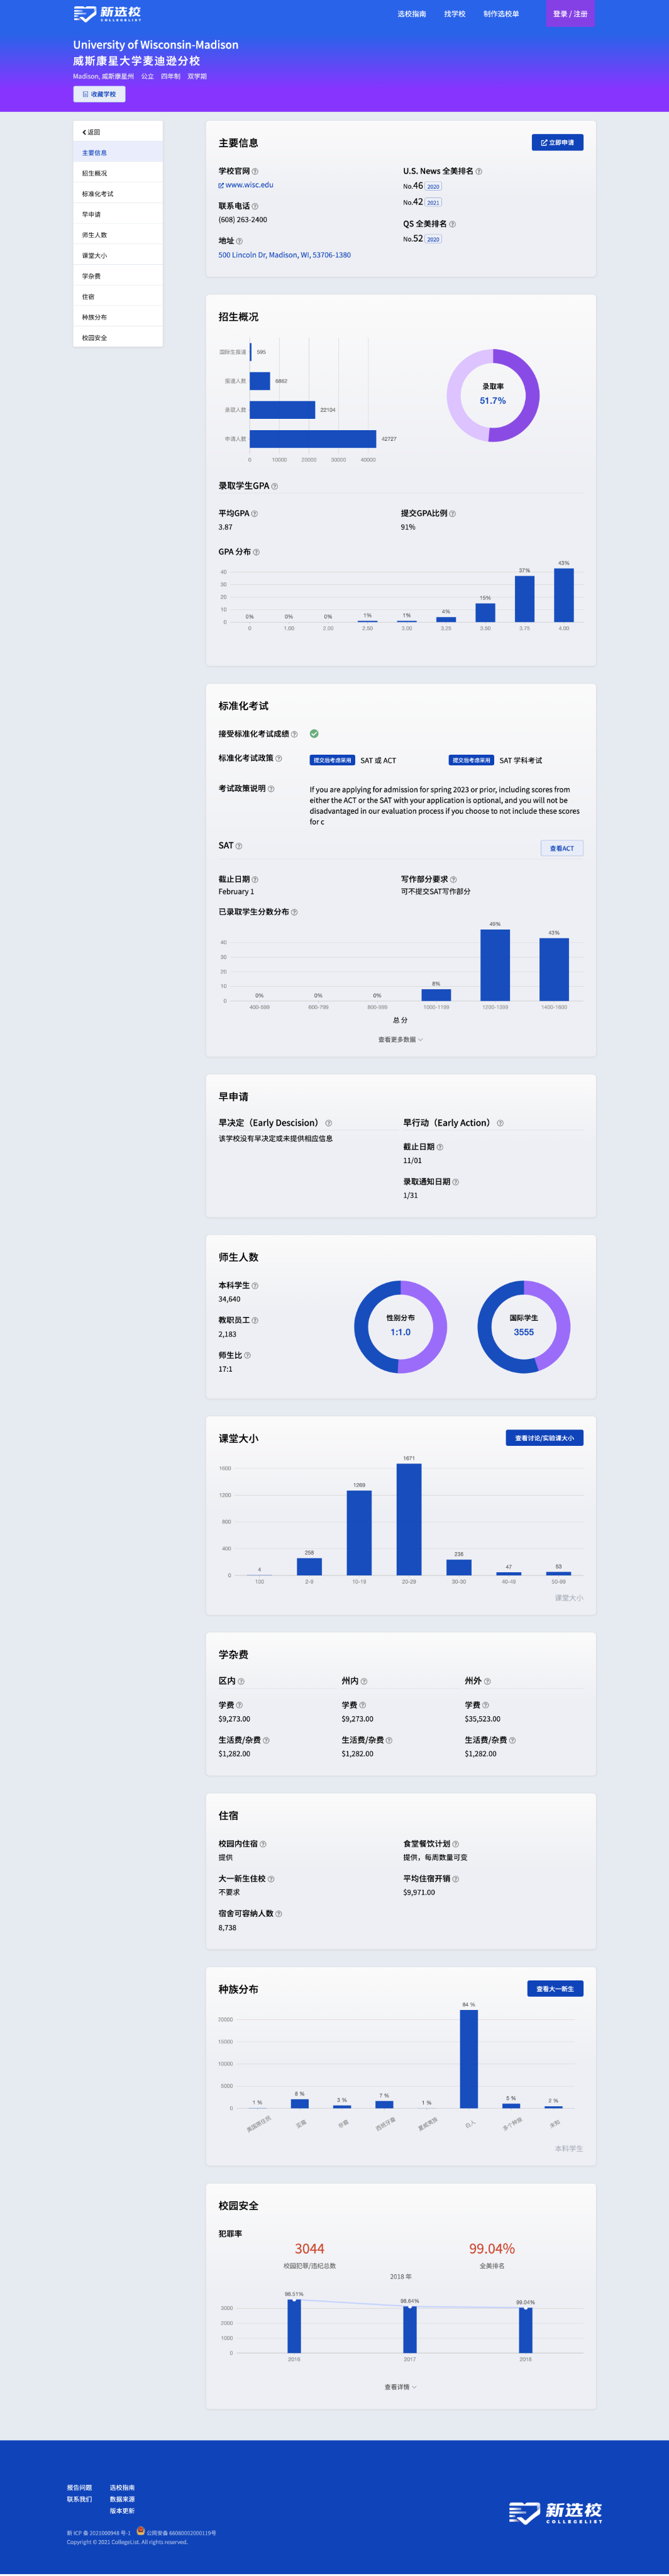 新选校
COLLEGELIST
选校指南 找学校 制作选校单 登录 / 注册
University of Wisconsin-Madison
威斯康星大学麦迪逊分校
Madison, 威斯康星州 公立 四年制 双学期
收藏学校
返回
主要信息
招生概况
标准化考试
早申请
师生人数
课堂大小
学杂费
住宿
种族分布
校园安全
主要信息
立即申请
学校官网
www.wisc.edu
联系电话
(608) 263-2400
地址
500 Lincoln Dr, Madison, WI, 53706-1380
U.S. News 全美排名
No.46 2020
No.42 2021
QS 全美排名
No.52 2020
招生概况
国际生报道 595
报道人数 6862
录取人数 22104
申请人数 42727
0 10000 20000 30000 40000
录取率
51.7%
录取学生GPA
平均GPA
3.87
提交GPA比例
91%
GPA 分布
40
30
20
10
0
0% 0% 0% 1% 1% 4% 15% 37% 43%
0 1.00 2.00 2.50 3.00 3.25 3.50 3.75 4.00
标准化考试
接受标准化考试成绩
标准化考试政策
提交后考虑采用 SAT 或 ACT
提交后考虑采用 SAT 学科考试
考试政策说明
If you are applying for admission for spring 2023 or prior, including scores from
either the ACT or the SAT with your application is optional, and you will not be
disadvantaged in our evaluation process if you choose to not include these scores
for c
SAT
查看ACT
截止日期
February 1
写作部分要求
可不提交SAT写作部分
已录取学生分数分布
40
30
20
10
0
0% 0% 0% 8% 49% 43%
400-599 600-799 800-999 1000-1199 1200-1399 1400-1600
总 分
查看更多数据
早申请
早决定（Early Descision）
该学校没有早决定或未提供相应信息
早行动（Early Action）
截止日期
11/01
录取通知日期
1/31
师生人数
本科学生
34,640
教职员工
2,183
师生比
17:1
性别分布
1:1.0
国际学生
3555
课堂大小
查看讨论/实验课大小
1600
1200
800
400
0
4 258 1269 1671 236 47 53
100 2-9 10-19 20-29 30-30 40-49 50-99
课堂大小
学杂费
区内
学费
$9,273.00
生活费/杂费
$1,282.00
州内
学费
$9,273.00
生活费/杂费
$1,282.00
州外
学费
$35,523.00
生活费/杂费
$1,282.00
住宿
校园内住宿
提供
大一新生住校
不要求
宿舍可容纳人数
8,738
食堂餐饮计划
提供，每周数量可变
平均住宿开销
$9,971.00
种族分布
查看大一新生
20000
15000
10000
5000
0
1 % 8 % 3 % 7 % 1 % 84 % 5 % 2 %
美国原住民 亚裔 非裔 西班牙裔 夏威夷族 白人 多个种族 未知
本科学生
校园安全
犯罪率
3044
校园犯罪/违纪总数
99.04%
全美排名
2018 年
3000
2000
1000
0
98.51% 98.64% 99.04%
2016 2017 2018
查看详情
报告问题
联系我们
选校指南
数据来源
版本更新
新选校
COLLEGELIST
公网安备 66080002000119号
Copyright © 2021 CollegeList. All rights reserved.